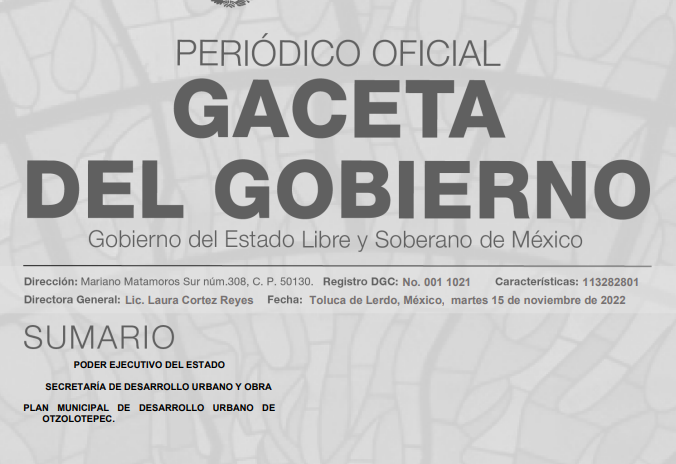 PERIÓDICO OFICIAL
GACETA
DEL GOBIERNO
Gobierno del Estado Libre y Soberano de México
Dirección: Mariano Matamoros Sur núm.308, C. P. 50130. Registro DGC: No. 001 1021 Características: 113282801
Directora General: Lic. Laura Cortez Reyes Fecha: Toluca de Lerdo, México, martes 15 de noviembre de 2022
SUMARIO
PODER EJECUTIVO DEL ESTADO
SECRETARÍA DE DESARROLLO URBANO Y OBRA
PLAN MUNICIPAL DE DESARROLLO URBANO DE
OTZOLOTEPEC.